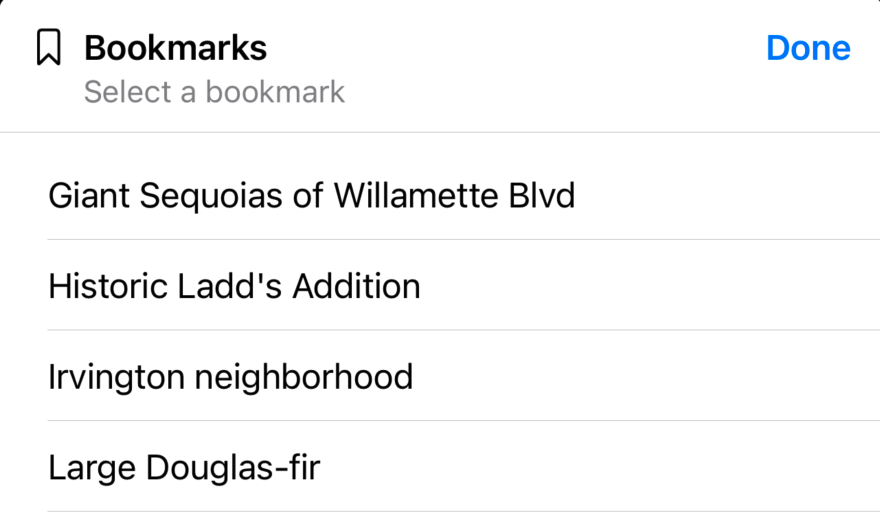 Bookmarks
Done
Select a bookmark
Giant Sequoias of Willamette Blvd
Historic Ladd's Addition
Irvington neighborhood
Large Douglas-fir